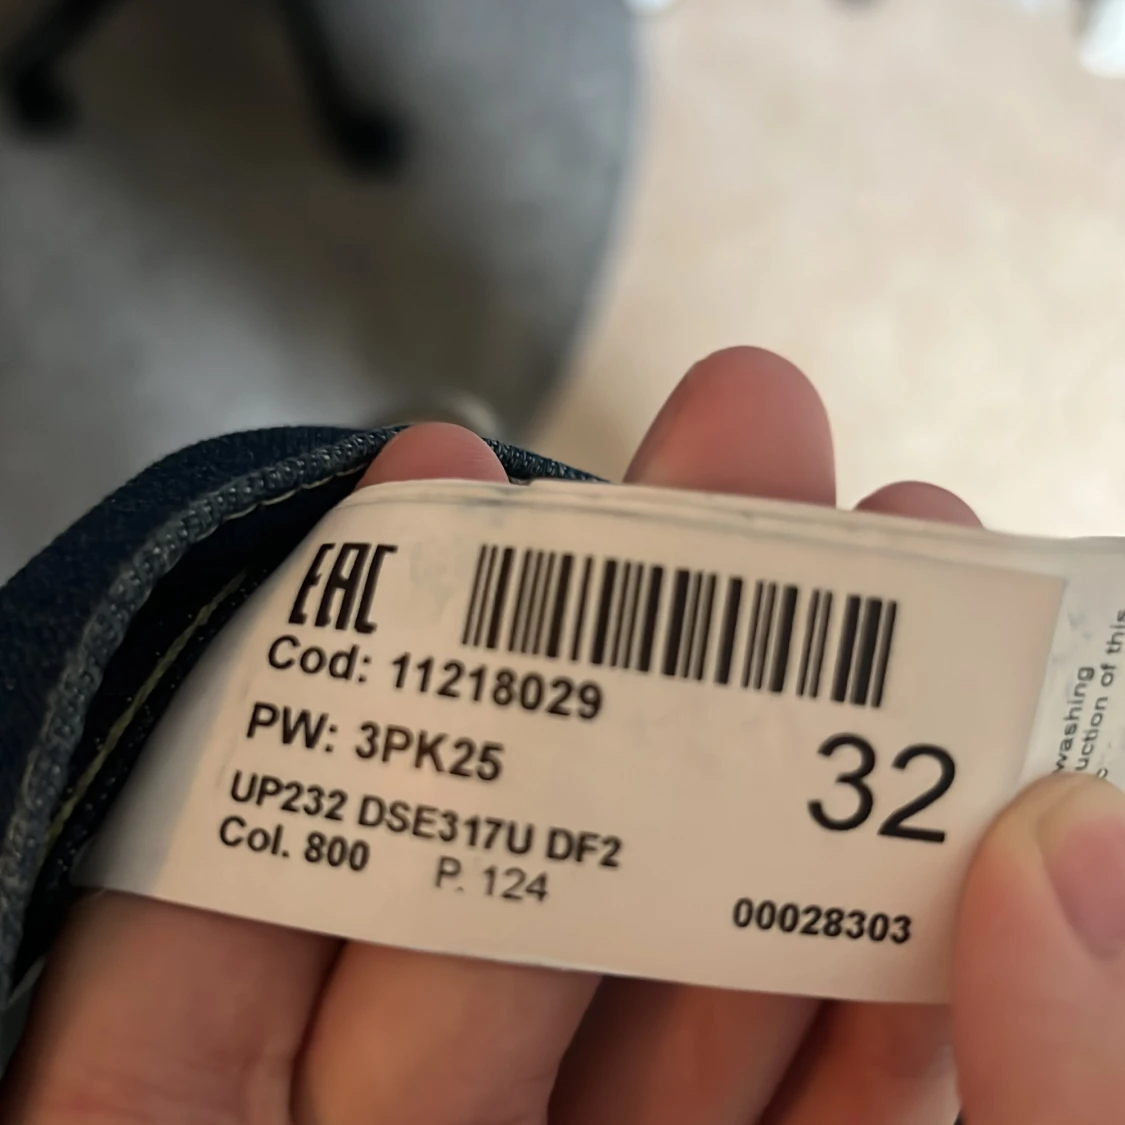 EAC
Cod: 11218029
PW: 3PK25
32
UP232 DSE317U DF2
Col. 800 P. 124
00028303
washing
uction of this